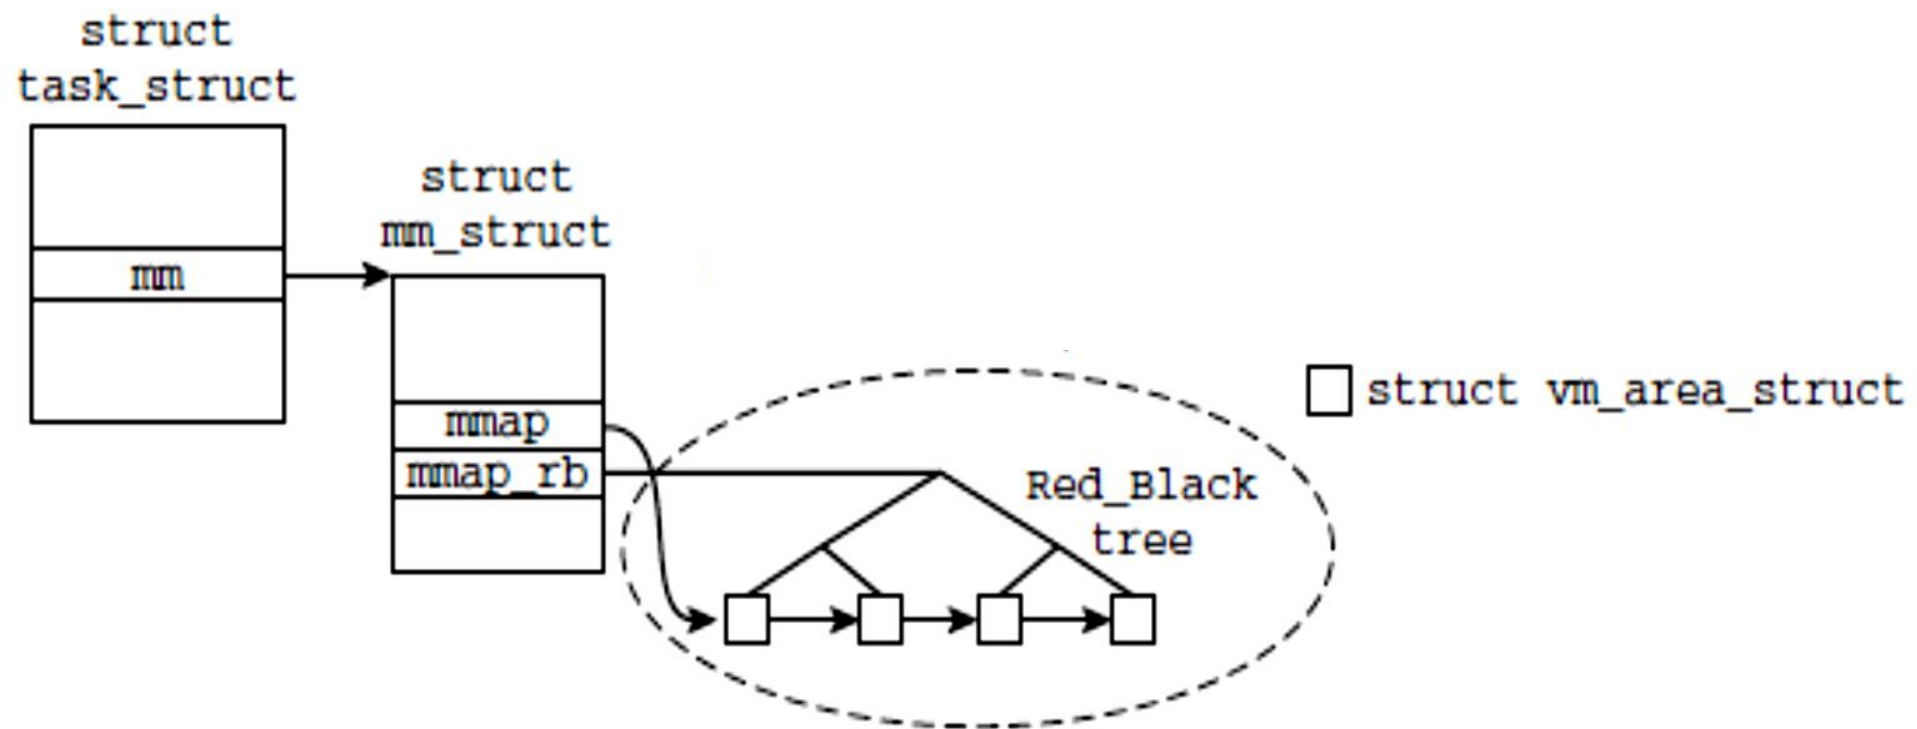 struct
task_struct
mm
struct
mm_struct
mmap
mmap_rb
Red_Black
tree
struct vm_area_struct